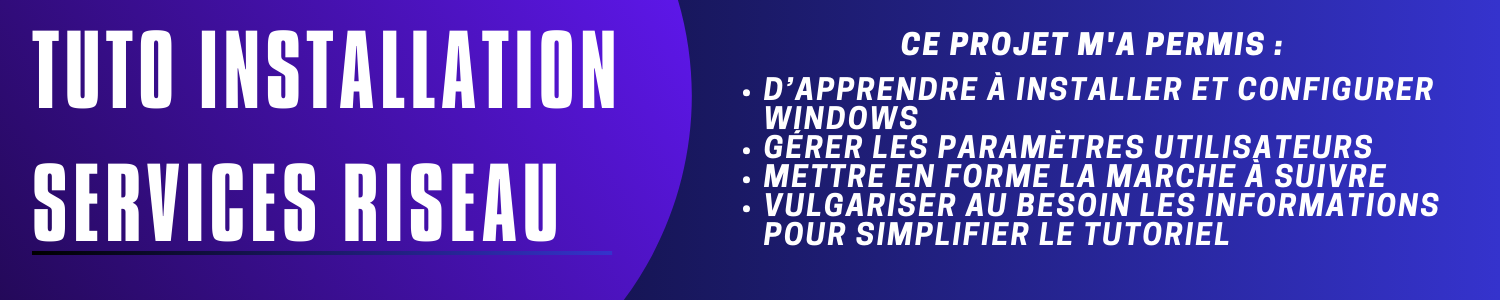 TUTO INSTALLATION
SERVICES RISEAU
CE PROJET M'A PERMIS :
• D’APPRENDRE À INSTALLER ET CONFIGURER
WINDOWS
• GÉRER LES PARAMÈTRES UTILISATEURS
• METTRE EN FORME LA MARCHE À SUIVRE
• VULGARISER AU BESOIN LES INFORMATIONS
POUR SIMPLIFIER LE TUTORIEL